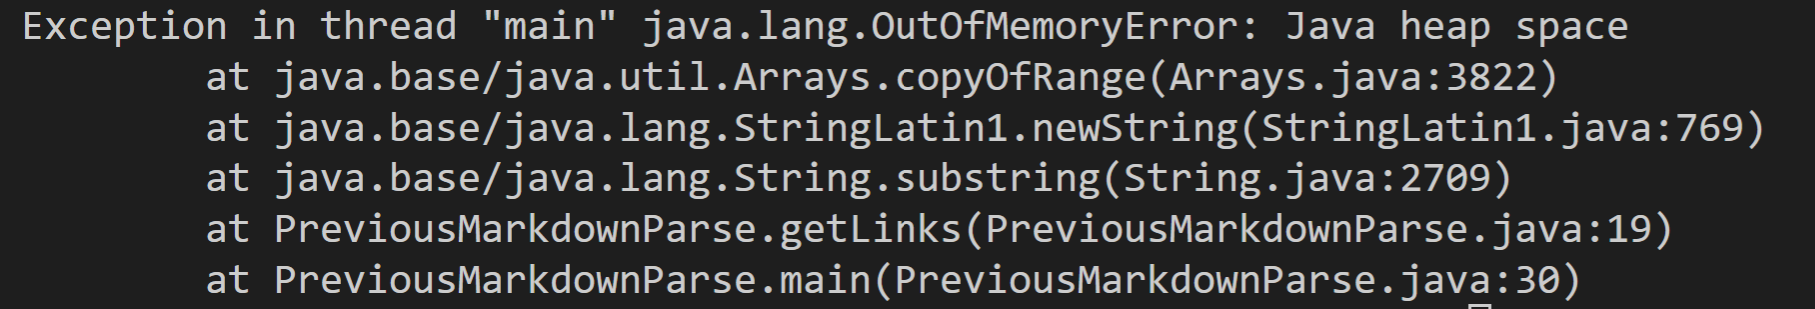 Exception in thread "main" java.lang.OutOfMemoryError: Java heap space
        at java.base/java.util.Arrays.copyOfRange(Arrays.java:3822)
        at java.base/java.lang.StringLatin1.newString(StringLatin1.java:769)
        at java.base/java.lang.String.substring(String.java:2709)
        at PreviousMarkdownParse.getLinks(PreviousMarkdownParse.java:19)
        at PreviousMarkdownParse.main(PreviousMarkdownParse.java:30)